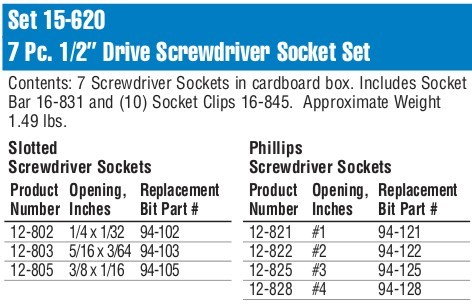 Set 15-620
7 Pc. 1/2" Drive Screwdriver Socket Set
Contents: 7 Screwdriver Sockets in cardboard box. Includes Socket
Bar 16-831 and (10) Socket Clips 16-845. Approximate Weight
1.49 lbs.
Slotted
Screwdriver Sockets
Product Opening, Replacement
Number Inches Bit Part #
12-802 1/4 x 1/32 94-102
12-803 5/16 x 3/64 94-103
12-805 3/8 x 1/16 94-105
Phillips
Screwdriver Sockets
Product Opening, Replacement
Number Inches Bit Part #
12-821 #1 94-121
12-822 #2 94-122
12-825 #3 94-125
12-828 #4 94-128